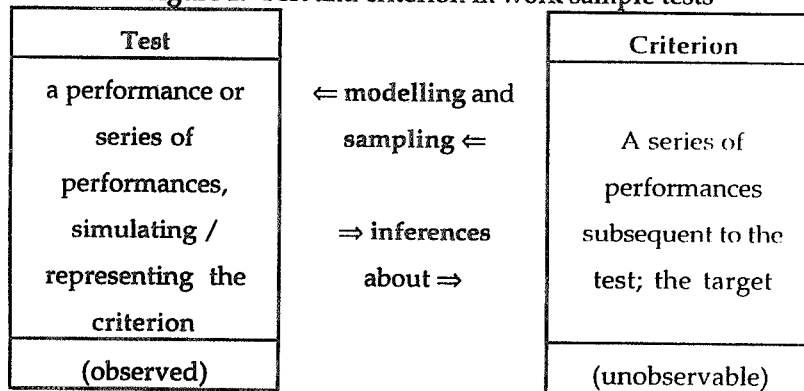 Test
a performance or
series of
performances,
simulating /
representing the
criterion
(observed)
⇐ modelling and
sampling ⇐
⇒ inferences
about ⇒
Criterion
A series of
performances
subsequent to the
test; the target
(unobservable)